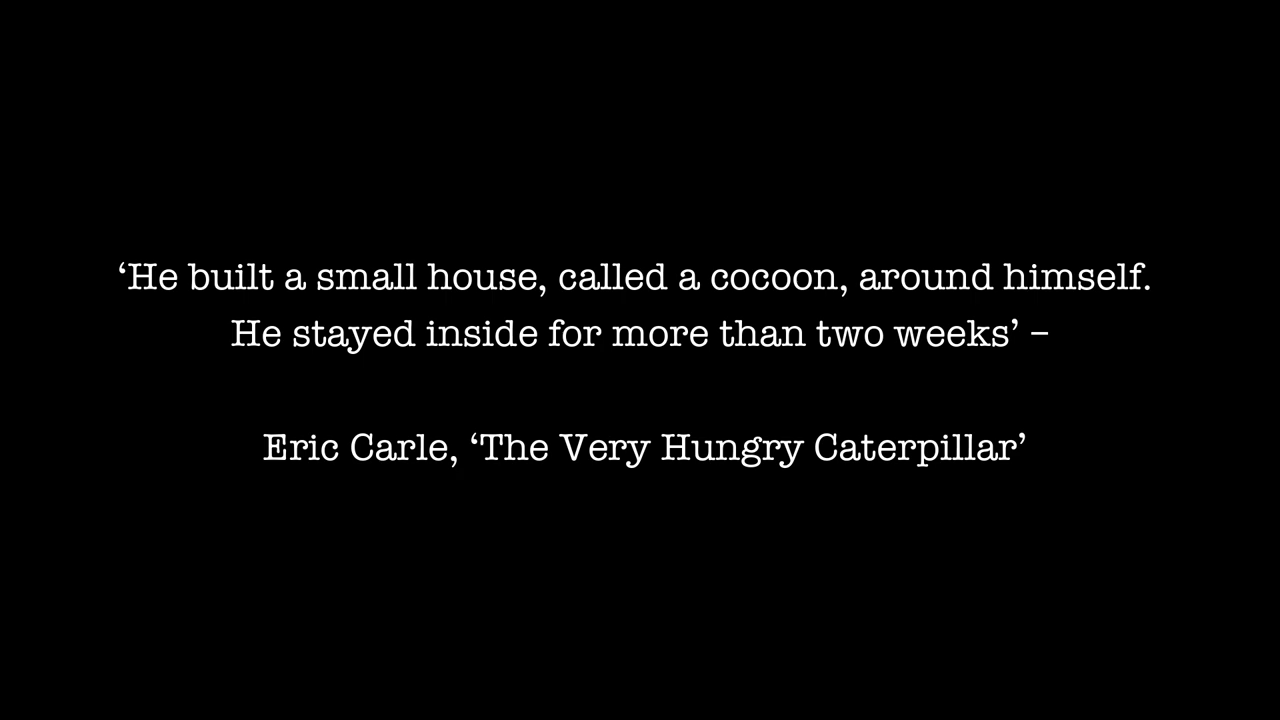 ‘He built a small house, called a cocoon, around himself.
He stayed inside for more than two weeks’ –
Eric Carle, ‘The Very Hungry Caterpillar’